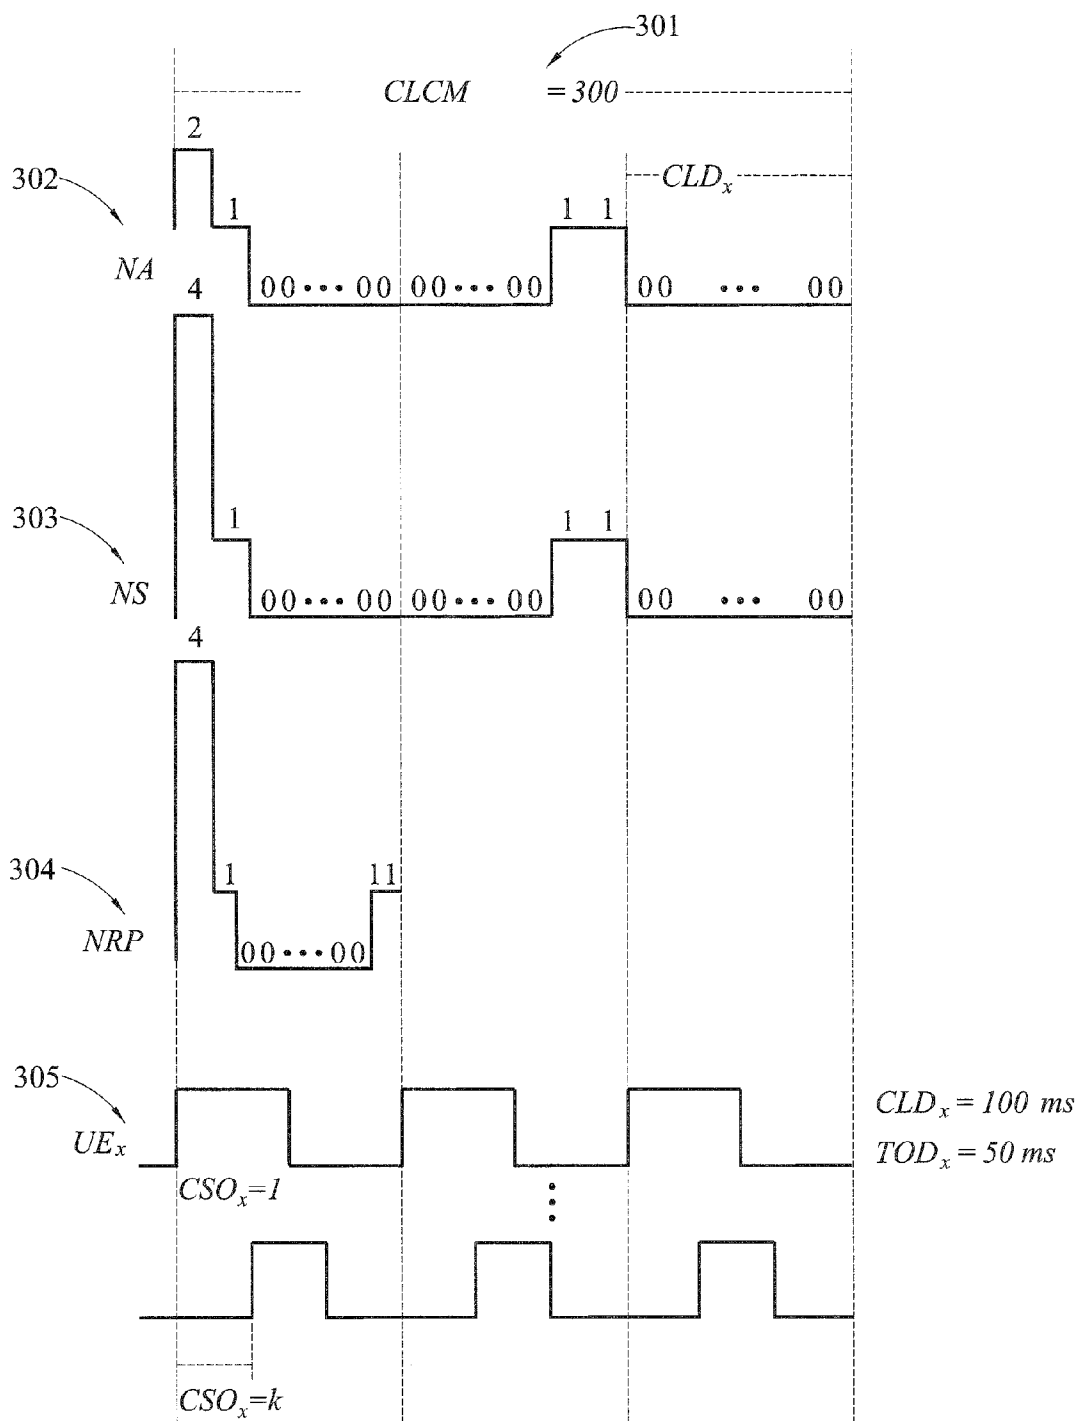 301
CLCM = 300
2
302
CLDₓ
1
1 1
NA
00•••00
00•••00
00 ••• 00
4
303
1
1 1
NS
00•••00
00•••00
00 ••• 00
4
304
1
11
NRP
00•••00
305
UEₓ
CLDₓ = 100 ms
TODₓ = 50 ms
CSOₓ=1
CSOₓ=k